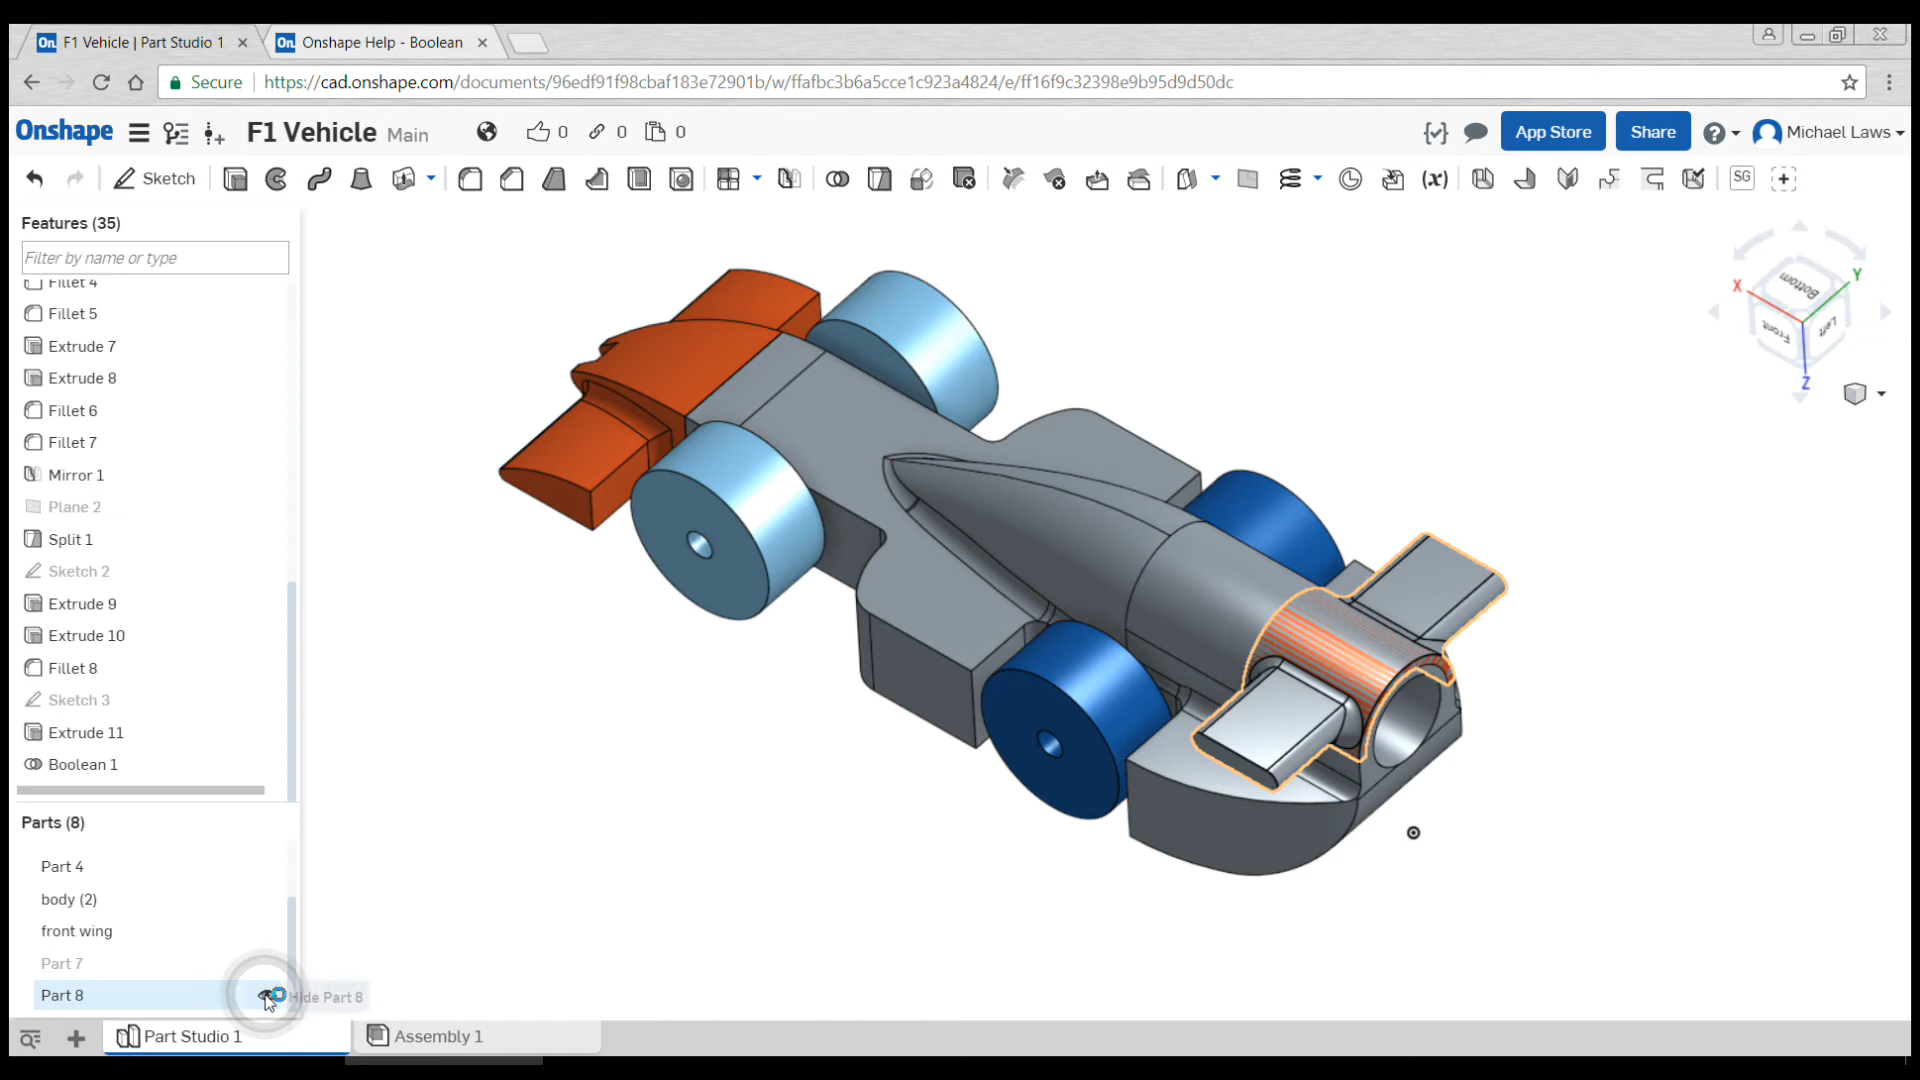 F1 Vehicle | Part Studio 1
Onshape Help - Boolean
Secure
https://cad.onshape.com/documents/96edf91f98cbaf183e72901b/w/ffafbc3b6a5cce1c923a4824/e/ff16f9c32398e9b95d9d50dc
Onshape
F1 Vehicle Main
0
0
0
App Store
Share
Michael Laws
Sketch
(x)
SG
Features (35)
Filter by name or type
Fillet 4
Fillet 5
Extrude 7
Extrude 8
Fillet 6
Fillet 7
Mirror 1
Plane 2
Split 1
Sketch 2
Extrude 9
Extrude 10
Fillet 8
Sketch 3
Extrude 11
Boolean 1
Parts (8)
Part 4
body (2)
front wing
Part 7
Part 8
Hide Part 8
Bottom
Front
Left
X
Y
Z
Part Studio 1
Assembly 1